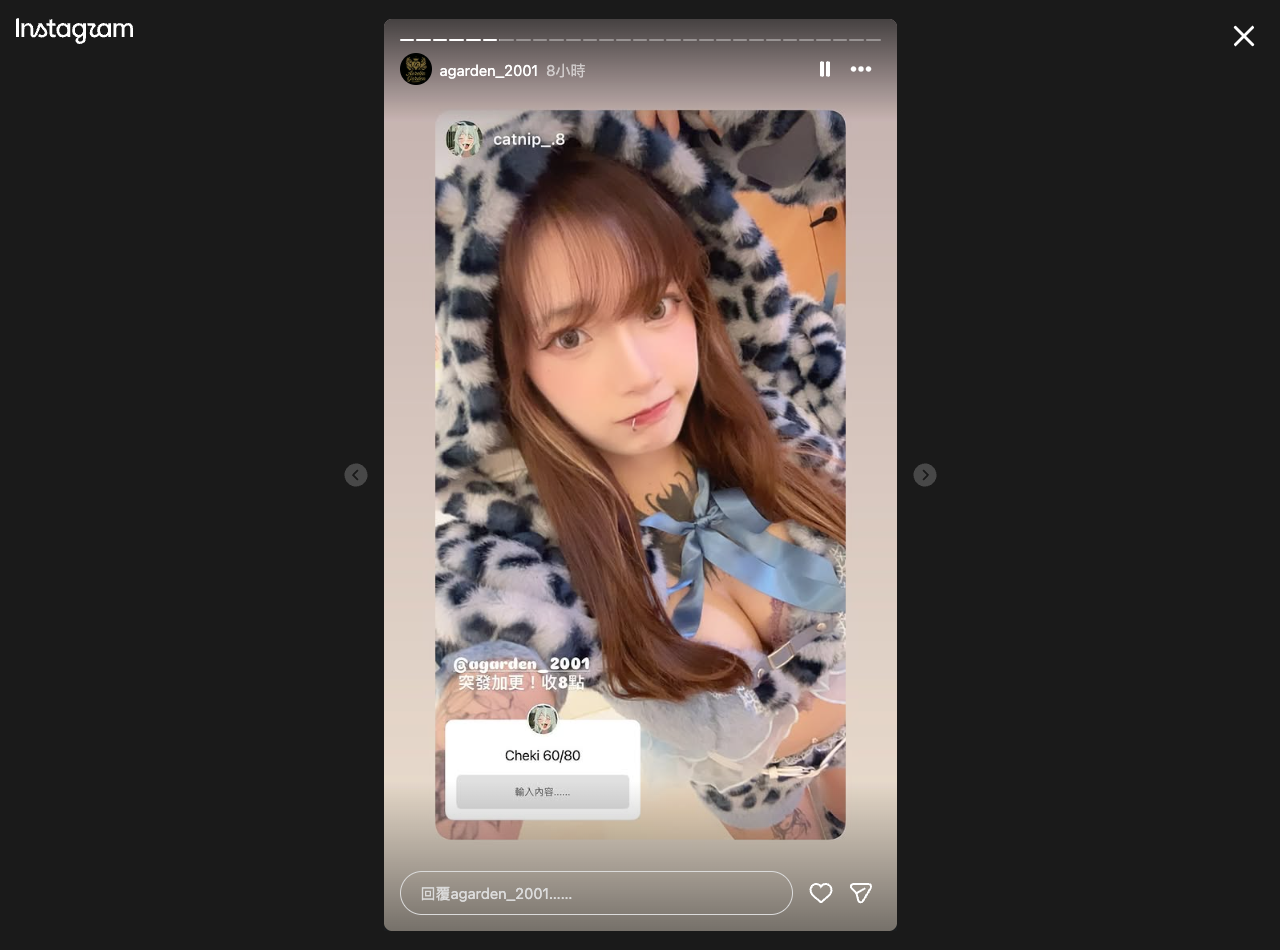 Instagram
agarden_2001 8小時
catnip_.8
@agarden_2001
突發加更！收8點
Cheki 60/80
輸入內容......
回覆agarden_2001......